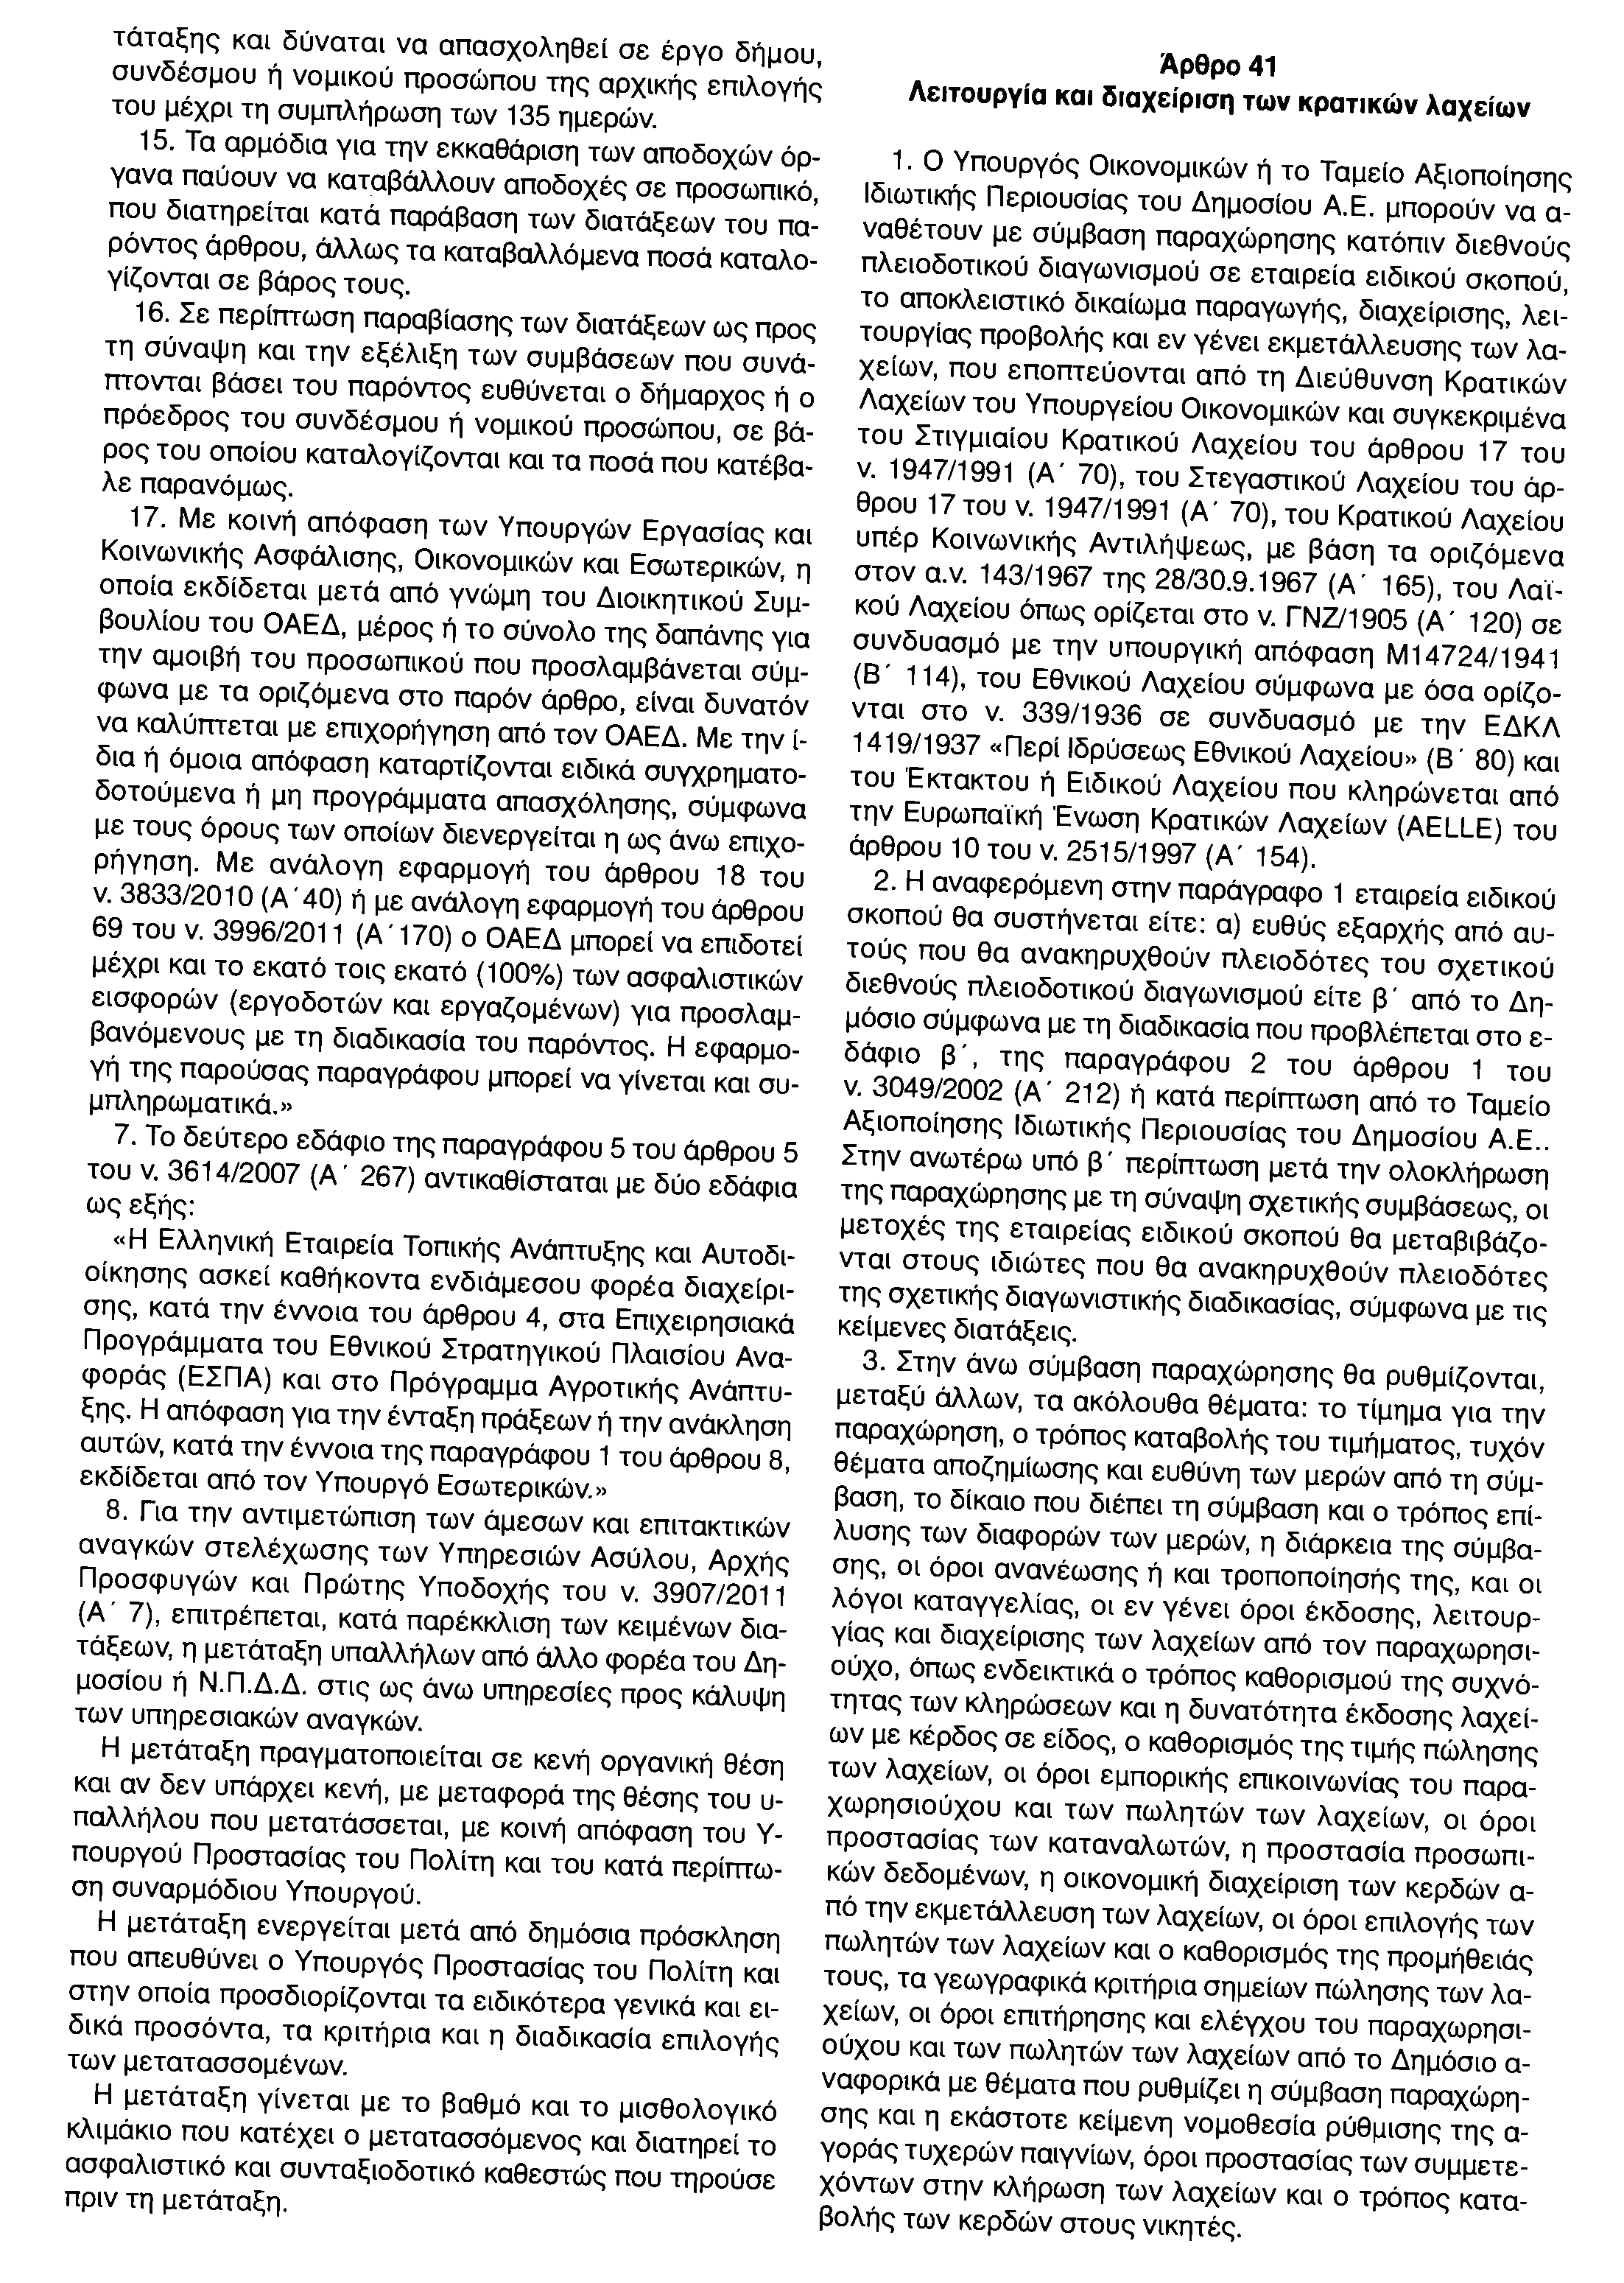 τάταξης και δύναται να απασχοληθεί σε έργο δήμου,
συνδέσμου ή νομικού προσώπου της αρχικής επιλογής
του μέχρι τη συμπλήρωση των 135 ημερών.
15. Τα αρμόδια για την εκκαθάριση των αποδοχών όρ-
γανα παύουν να καταβάλλουν αποδοχές σε προσωπικό,
που διατηρείται κατά παράβαση των διατάξεων του πα-
ρόντος άρθρου, άλλως τα καταβαλλόμενα ποσά καταλο-
γίζονται σε βάρος τους.
16. Σε περίπτωση παραβίασης των διατάξεων ως προς
τη σύναψη και την εξέλιξη των συμβάσεων που συνά-
πτονται βάσει του παρόντος ευθύνεται ο δήμαρχος ή ο
πρόεδρος του συνδέσμου ή νομικού προσώπου, σε βά-
ρος του οποίου καταλογίζονται και τα ποσά που κατέβα-
λε παρανόμως.
17. Με κοινή απόφαση των Υπουργών Εργασίας και
Κοινωνικής Ασφάλισης, Οικονομικών και Εσωτερικών, η
οποία εκδίδεται μετά από γνώμη του Διοικητικού Συμ-
βουλίου του ΟΑΕΔ, μέρος ή το σύνολο της δαπάνης για
την αμοιβή του προσωπικού που προσλαμβάνεται σύμ-
φωνα με τα οριζόμενα στο παρόν άρθρο, είναι δυνατόν
να καλύπτεται με επιχορήγηση από τον ΟΑΕΔ. Με την ί-
δια ή όμοια απόφαση καταρτίζονται ειδικά συγχρηματο-
δοτούμενα ή μη προγράμματα απασχόλησης, σύμφωνα
με τους όρους των οποίων διενεργείται η ως άνω επιχο-
ρήγηση. Με ανάλογη εφαρμογή του άρθρου 18 του
ν. 3833/2010 (Α΄40) ή με ανάλογη εφαρμογή του άρθρου
69 του ν. 3996/2011 (Α΄170) ο ΟΑΕΔ μπορεί να επιδοτεί
μέχρι και το εκατό τοις εκατό (100%) των ασφαλιστικών
εισφορών (εργοδοτών και εργαζομένων) για προσλαμ-
βανόμενους με τη διαδικασία του παρόντος. Η εφαρμο-
γή της παρούσας παραγράφου μπορεί να γίνεται και συ-
μπληρωματικά.»
7. Το δεύτερο εδάφιο της παραγράφου 5 του άρθρου 5
του ν. 3614/2007 (Α΄ 267) αντικαθίσταται με δύο εδάφια
ως εξής:
«Η Ελληνική Εταιρεία Τοπικής Ανάπτυξης και Αυτοδι-
οίκησης ασκεί καθήκοντα ενδιάμεσου φορέα διαχείρι-
σης, κατά την έννοια του άρθρου 4, στα Επιχειρησιακά
Προγράμματα του Εθνικού Στρατηγικού Πλαισίου Ανα-
φοράς (ΕΣΠΑ) και στο Πρόγραμμα Αγροτικής Ανάπτυ-
ξης. Η απόφαση για την ένταξη πράξεων ή την ανάκληση
αυτών, κατά την έννοια της παραγράφου 1 του άρθρου 8,
εκδίδεται από τον Υπουργό Εσωτερικών.»
8. Για την αντιμετώπιση των άμεσων και επιτακτικών
αναγκών στελέχωσης των Υπηρεσιών Ασύλου, Αρχής
Προσφυγών και Πρώτης Υποδοχής του ν. 3907/2011
(Α΄ 7), επιτρέπεται, κατά παρέκκλιση των κειμένων δια-
τάξεων, η μετάταξη υπαλλήλων από άλλο φορέα του Δη-
μοσίου ή Ν.Π.Δ.Δ. στις ως άνω υπηρεσίες προς κάλυψη
των υπηρεσιακών αναγκών.
Η μετάταξη πραγματοποιείται σε κενή οργανική θέση
και αν δεν υπάρχει κενή, με μεταφορά της θέσης του υ-
παλλήλου που μετατάσσεται, με κοινή απόφαση του Υ-
πουργού Προστασίας του Πολίτη και του κατά περίπτω-
ση συναρμόδιου Υπουργού.
Η μετάταξη ενεργείται μετά από δημόσια πρόσκληση
που απευθύνει ο Υπουργός Προστασίας του Πολίτη και
στην οποία προσδιορίζονται τα ειδικότερα γενικά και ει-
δικά προσόντα, τα κριτήρια και η διαδικασία επιλογής
των μετατασσομένων.
Η μετάταξη γίνεται με το βαθμό και το μισθολογικό
κλιμάκιο που κατέχει ο μετατασσόμενος και διατηρεί το
ασφαλιστικό και συνταξιοδοτικό καθεστώς που τηρούσε
πριν τη μετάταξη.
Άρθρο 41
Λειτουργία και διαχείριση των κρατικών λαχείων
1. Ο Υπουργός Οικονομικών ή το Ταμείο Αξιοποίησης
Ιδιωτικής Περιουσίας του Δημοσίου Α.Ε. μπορούν να α-
ναθέτουν με σύμβαση παραχώρησης κατόπιν διεθνούς
πλειοδοτικού διαγωνισμού σε εταιρεία ειδικού σκοπού,
το αποκλειστικό δικαίωμα παραγωγής, διαχείρισης, λει-
τουργίας προβολής και εν γένει εκμετάλλευσης των λα-
χείων, που εποπτεύονται από τη Διεύθυνση Κρατικών
Λαχείων του Υπουργείου Οικονομικών και συγκεκριμένα
του Στιγμιαίου Κρατικού Λαχείου του άρθρου 17 του
ν. 1947/1991 (Α΄ 70), του Στεγαστικού Λαχείου του άρ-
θρου 17 του ν. 1947/1991 (Α΄ 70), του Κρατικού Λαχείου
υπέρ Κοινωνικής Αντιλήψεως, με βάση τα οριζόμενα
στον α.ν. 143/1967 της 28/30.9.1967 (Α΄ 165), του Λαϊ-
κού Λαχείου όπως ορίζεται στο ν. ΓΝΖ/1905 (Α΄ 120) σε
συνδυασμό με την υπουργική απόφαση Μ14724/1941
(Β΄ 114), του Εθνικού Λαχείου σύμφωνα με όσα ορίζο-
νται στο ν. 339/1936 σε συνδυασμό με την ΕΔΚΛ
1419/1937 «Περί Ιδρύσεως Εθνικού Λαχείου» (Β΄ 80) και
του Έκτακτου ή Ειδικού Λαχείου που κληρώνεται από
την Ευρωπαϊκή Ένωση Κρατικών Λαχείων (AELLE) του
άρθρου 10 του ν. 2515/1997 (Α΄ 154).
2. Η αναφερόμενη στην παράγραφο 1 εταιρεία ειδικού
σκοπού θα συστήνεται είτε: α) ευθύς εξαρχής από αυ-
τούς που θα ανακηρυχθούν πλειοδότες του σχετικού
διεθνούς πλειοδοτικού διαγωνισμού είτε β΄ από το Δη-
μόσιο σύμφωνα με τη διαδικασία που προβλέπεται στο ε-
δάφιο β΄, της παραγράφου 2 του άρθρου 1 του
ν. 3049/2002 (Α΄ 212) ή κατά περίπτωση από το Ταμείο
Αξιοποίησης Ιδιωτικής Περιουσίας του Δημοσίου Α.Ε..
Στην ανωτέρω υπό β΄ περίπτωση μετά την ολοκλήρωση
της παραχώρησης με τη σύναψη σχετικής συμβάσεως, οι
μετοχές της εταιρείας ειδικού σκοπού θα μεταβιβάζο-
νται στους ιδιώτες που θα ανακηρυχθούν πλειοδότες
της σχετικής διαγωνιστικής διαδικασίας, σύμφωνα με τις
κείμενες διατάξεις.
3. Στην άνω σύμβαση παραχώρησης θα ρυθμίζονται,
μεταξύ άλλων, τα ακόλουθα θέματα: το τίμημα για την
παραχώρηση, ο τρόπος καταβολής του τιμήματος, τυχόν
θέματα αποζημίωσης και ευθύνη των μερών από τη σύμ-
βαση, το δίκαιο που διέπει τη σύμβαση και ο τρόπος επί-
λυσης των διαφορών των μερών, η διάρκεια της σύμβα-
σης, οι όροι ανανέωσης ή και τροποποίησής της, και οι
λόγοι καταγγελίας, οι εν γένει όροι έκδοσης, λειτουρ-
γίας και διαχείρισης των λαχείων από τον παραχωρησι-
ούχο, όπως ενδεικτικά ο τρόπος καθορισμού της συχνό-
τητας των κληρώσεων και η δυνατότητα έκδοσης λαχεί-
ων με κέρδος σε είδος, ο καθορισμός της τιμής πώλησης
των λαχείων, οι όροι εμπορικής επικοινωνίας του παρα-
χωρησιούχου και των πωλητών των λαχείων, οι όροι
προστασίας των καταναλωτών, η προστασία προσωπι-
κών δεδομένων, η οικονομική διαχείριση των κερδών α-
πό την εκμετάλλευση των λαχείων, οι όροι επιλογής των
πωλητών των λαχείων και ο καθορισμός της προμήθειάς
τους, τα γεωγραφικά κριτήρια σημείων πώλησης των λα-
χείων, οι όροι επιτήρησης και ελέγχου του παραχωρησι-
ούχου και των πωλητών των λαχείων από το Δημόσιο α-
ναφορικά με θέματα που ρυθμίζει η σύμβαση παραχώρη-
σης και η εκάστοτε κείμενη νομοθεσία ρύθμισης της α-
γοράς τυχερών παιγνίων, όροι προστασίας των συμμετε-
χόντων στην κλήρωση των λαχείων και ο τρόπος κατα-
βολής των κερδών στους νικητές.